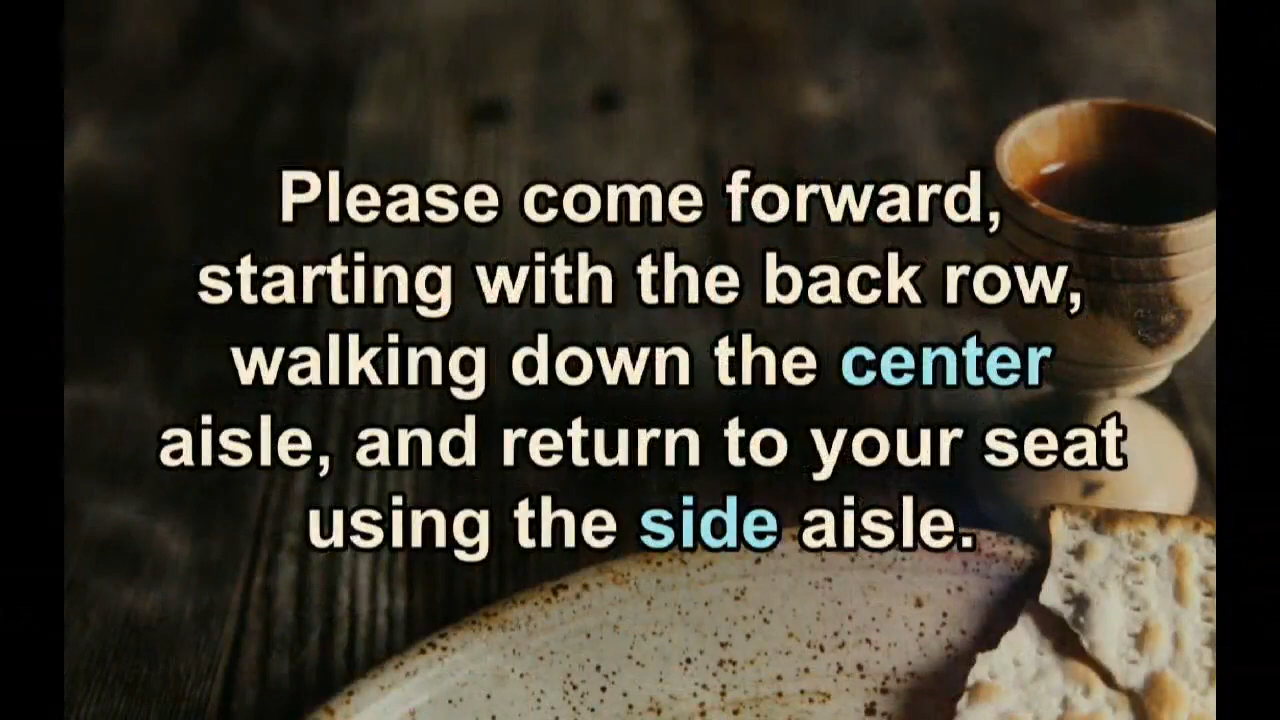 Please come forward,
starting with the back row,
walking down the center
aisle, and return to your seat
using the side aisle.